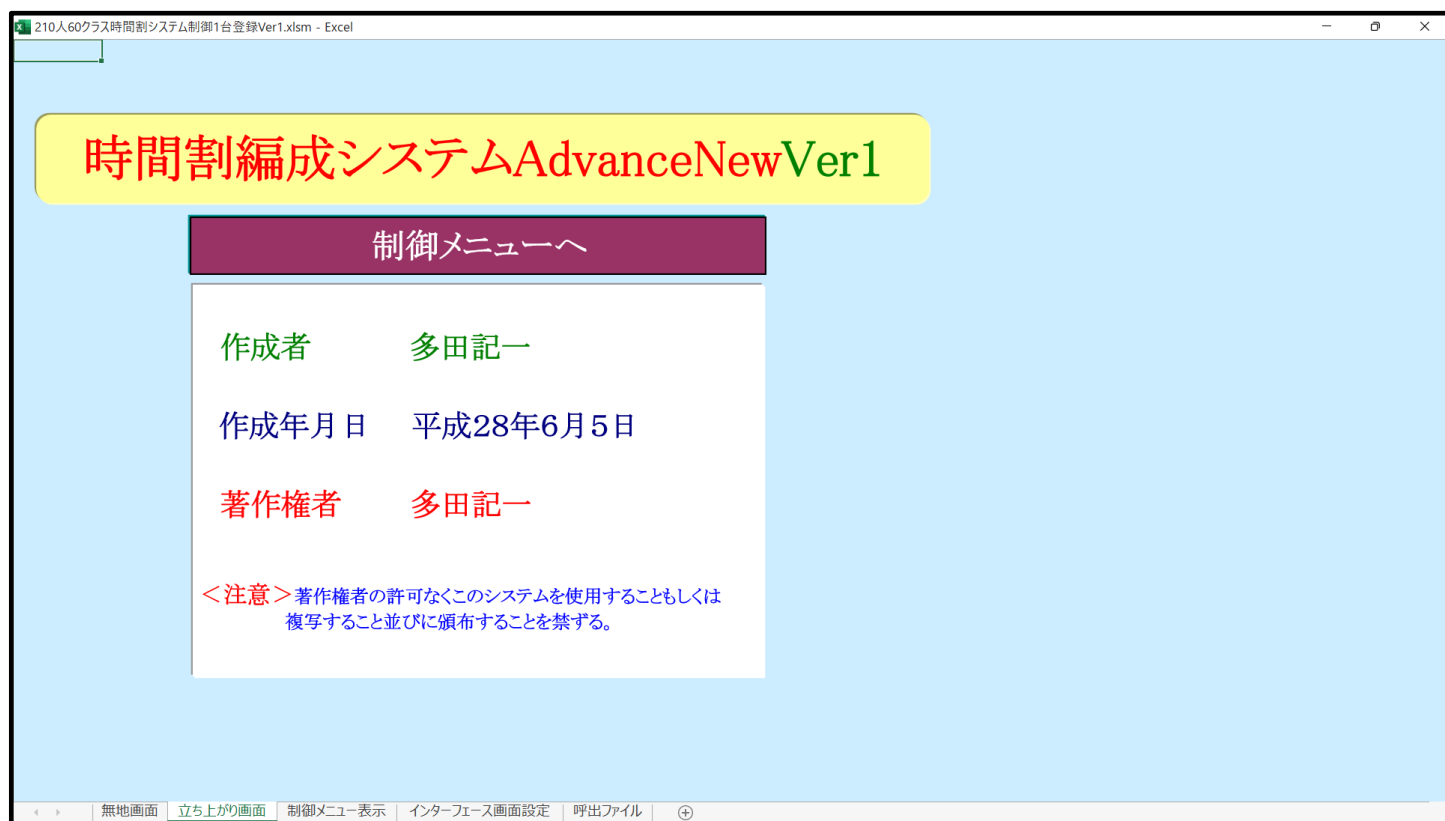 210人60クラス時間割システム制御1台登録Ver1.xlsm - Excel
時間割編成システムAdvanceNewVer1
制御メニューへ
作成者 多田記一
作成年月日 平成28年6月5日
著作権者 多田記一
＜注意＞著作権者の許可なくこのシステムを使用することもしくは
複写すること並びに頒布することを禁ずる。
無地画面 立ち上がり画面 制御メニュー表示 インターフェース画面設定 呼出ファイル